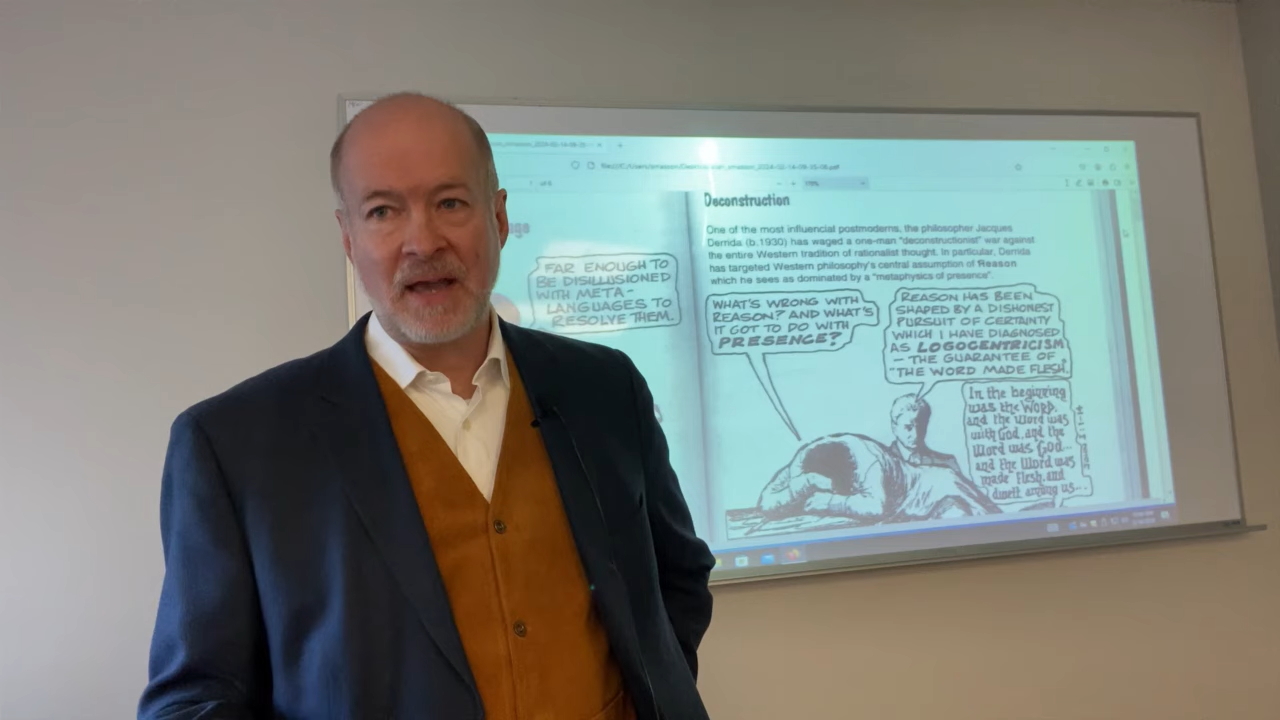 file:///C:/Users/
Deconstruction
One of the most influential postmoderns, the philosopher Jacques
Derrida (b.1930) has waged a one-man "deconstructionist" war against
the entire Western tradition of rationalist thought. In particular, Derrida
has targeted Western philosophy's central assumption of Reason
which he sees as dominated by a "metaphysics of presence".
FAR ENOUGH TO
BE DISILLUSIONED
WITH META-
LANGUAGES TO
RESOLVE THEM.
WHAT'S WRONG WITH
REASON? AND WHAT'S
IT GOT TO DO WITH
PRESENCE?
REASON HAS BEEN
SHAPED BY A DISHONEST
PURSUIT OF CERTAINTY
WHICH I HAVE DIAGNOSED
AS LOGOCENTRICISM
– THE GUARANTEE OF
"THE WORD MADE FLESH.
In the beginning
was the Word,
and the Word was
with God, and the
Word was God...
and the Word was
made flesh, and
dwelt among us...